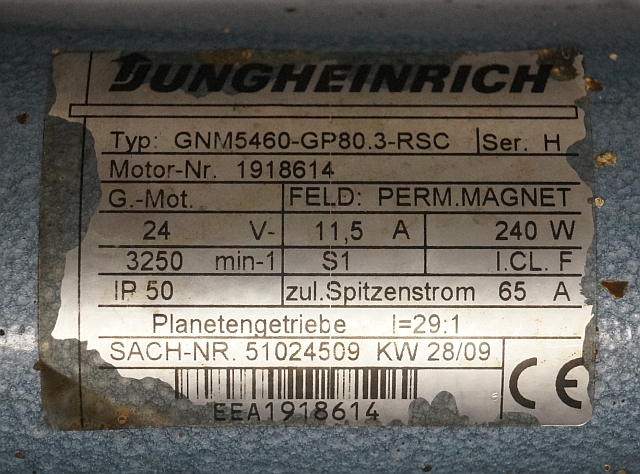 JUNGHEINRICH
Typ: GNM5460-GP80.3-RSC Ser. H
Motor-Nr. 1918614
G.-Mot. FELD: PERM.MAGNET
24 V- 11,5 A 240 W
3250 min-1 S1 I.CL. F
IP 50 zul.Spitzenstrom 65 A
Planetengetriebe I=29:1
SACH-NR. 51024509 KW 28/09
CE
EEA1918614